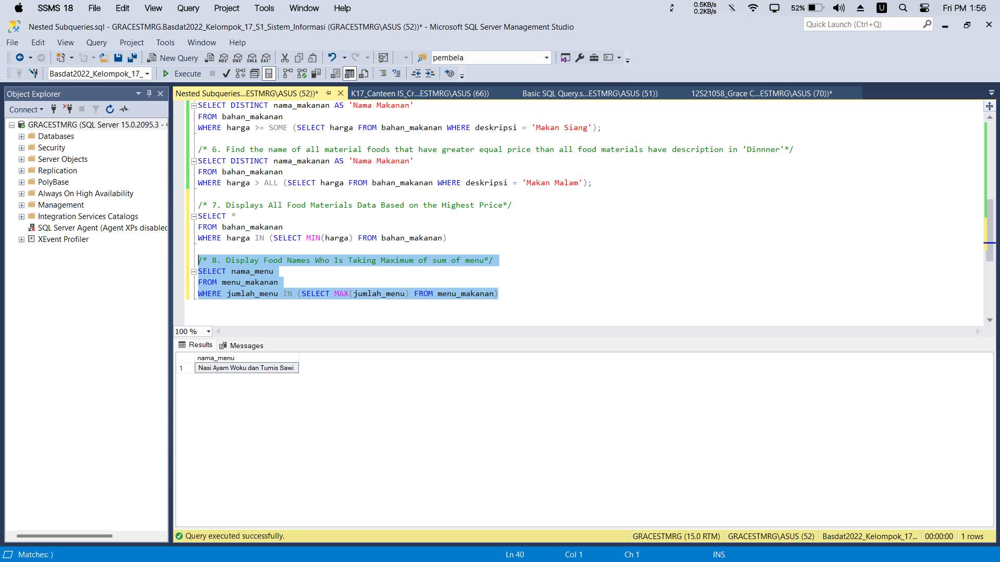 SSMS 18 File Edit View Query Project Tools Window Help 0.5KB/s 0.2KB/s 52% U Fri PM 1:56
Nested Subqueries.sql - GRACESTMRG.Basdat2022_Kelompok_17_S1_Sistem_Informasi (GRACESTMRG\ASUS (52))* - Microsoft SQL Server Management Studio
Quick Launch (Ctrl+Q)
File Edit View Query Project Tools Window Help
New Query MDX DMX XMLA DAX pembela
Basdat2022_Kelompok_17_ Execute
Object Explorer
Connect
GRACESTMRG (SQL Server 15.0.2095.3 -
Databases
Security
Server Objects
Replication
PolyBase
Always On High Availability
Management
Integration Services Catalogs
SQL Server Agent (Agent XPs disabled
XEvent Profiler
Nested Subqueries...ESTMRG\ASUS (52))* K17_Canteen IS_Cr...ESTMRG\ASUS (66)) Basic SQL Query.s...ESTMRG\ASUS (51)) 12S21058_Grace C...ESTMRG\ASUS (70))*
SELECT DISTINCT nama_makanan AS 'Nama Makanan'
FROM bahan_makanan
WHERE harga >= SOME (SELECT harga FROM bahan_makanan WHERE deskripsi = 'Makan Siang');
/* 6. Find the name of all material foods that have greater equal price than all food materials have description in 'Dinnner'*/
SELECT DISTINCT nama_makanan AS 'Nama Makanan'
FROM bahan_makanan
WHERE harga > ALL (SELECT harga FROM bahan_makanan WHERE deskripsi = 'Makan Malam');
/* 7. Displays All Food Materials Data Based on the Highest Price*/
SELECT *
FROM bahan_makanan
WHERE harga IN (SELECT MIN(harga) FROM bahan_makanan)
/* 8. Display Food Names Who Is Taking Maximum of sum of menu*/
SELECT nama_menu
FROM menu_makanan
WHERE jumlah_menu IN (SELECT MAX(jumlah_menu) FROM menu_makanan)
100 %
Results Messages
nama_menu
1 Nasi Ayam Woku dan Tumis Sawi
Query executed successfully. GRACESTMRG (15.0 RTM) GRACESTMRG\ASUS (52) Basdat2022_Kelompok_17... 00:00:00 1 rows
Matches: ) Ln 40 Col 1 Ch 1 INS